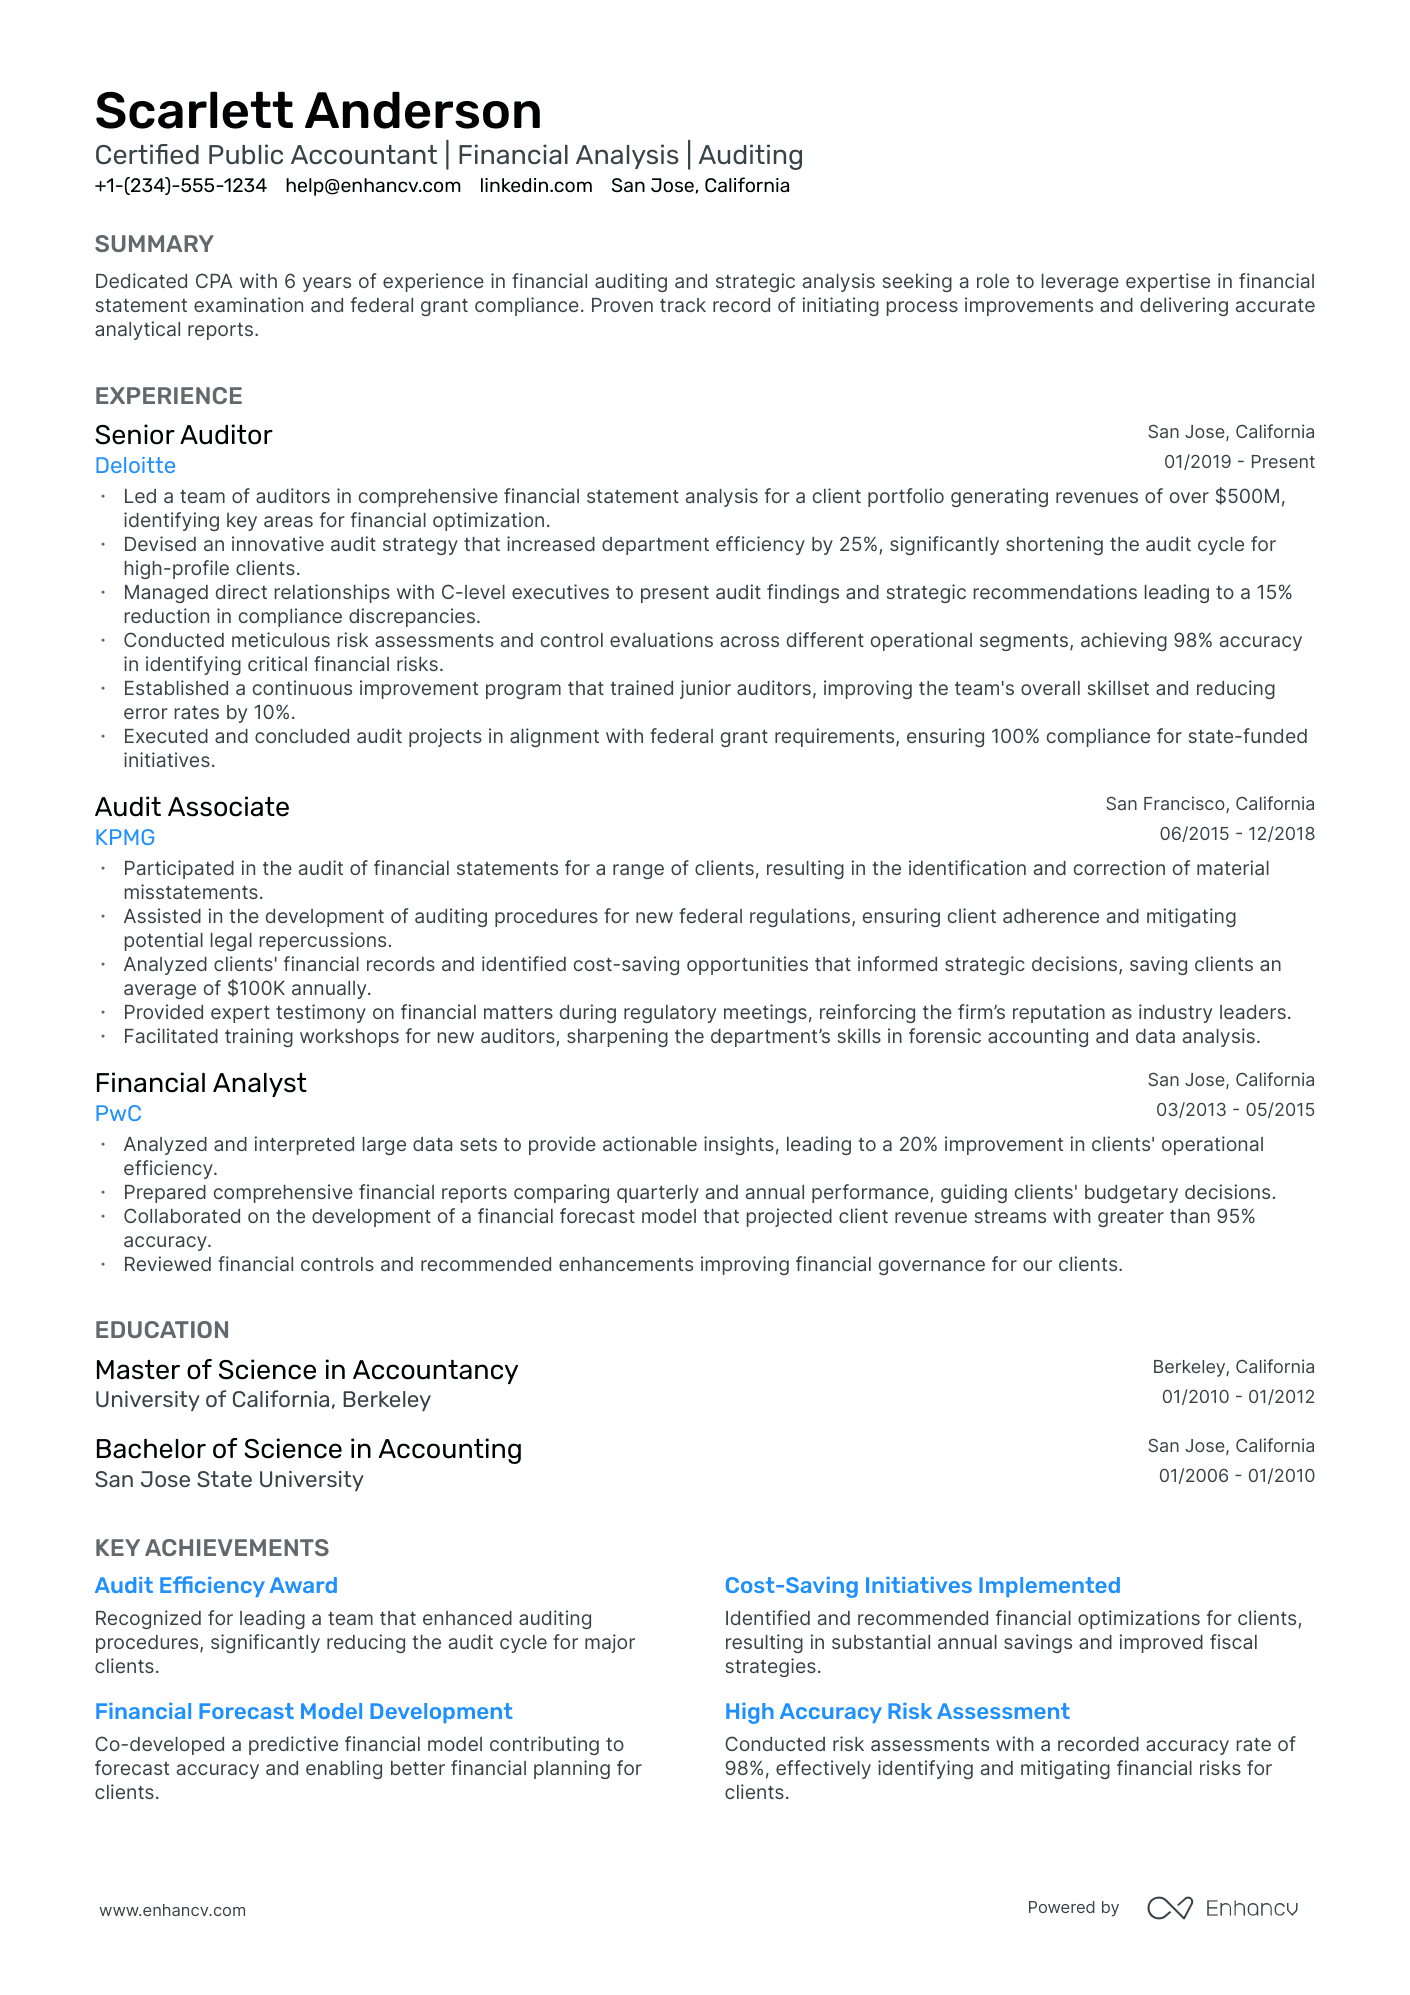 Scarlett Anderson
Certified Public Accountant | Financial Analysis | Auditing
+1-(234)-555-1234 help@enhancv.com linkedin.com San Jose, California
SUMMARY
Dedicated CPA with 6 years of experience in financial auditing and strategic analysis seeking a role to leverage expertise in financial
statement examination and federal grant compliance. Proven track record of initiating process improvements and delivering accurate
analytical reports.
EXPERIENCE
Senior Auditor
San Jose, California
Deloitte
01/2019 - Present
· Led a team of auditors in comprehensive financial statement analysis for a client portfolio generating revenues of over $500M,
identifying key areas for financial optimization.
· Devised an innovative audit strategy that increased department efficiency by 25%, significantly shortening the audit cycle for
high-profile clients.
· Managed direct relationships with C-level executives to present audit findings and strategic recommendations leading to a 15%
reduction in compliance discrepancies.
· Conducted meticulous risk assessments and control evaluations across different operational segments, achieving 98% accuracy
in identifying critical financial risks.
· Established a continuous improvement program that trained junior auditors, improving the team's overall skillset and reducing
error rates by 10%.
· Executed and concluded audit projects in alignment with federal grant requirements, ensuring 100% compliance for state-funded
initiatives.
Audit Associate
San Francisco, California
KPMG
06/2015 - 12/2018
· Participated in the audit of financial statements for a range of clients, resulting in the identification and correction of material
misstatements.
· Assisted in the development of auditing procedures for new federal regulations, ensuring client adherence and mitigating
potential legal repercussions.
· Analyzed clients' financial records and identified cost-saving opportunities that informed strategic decisions, saving clients an
average of $100K annually.
· Provided expert testimony on financial matters during regulatory meetings, reinforcing the firm’s reputation as industry leaders.
· Facilitated training workshops for new auditors, sharpening the department’s skills in forensic accounting and data analysis.
Financial Analyst
San Jose, California
PwC
03/2013 - 05/2015
· Analyzed and interpreted large data sets to provide actionable insights, leading to a 20% improvement in clients' operational
efficiency.
· Prepared comprehensive financial reports comparing quarterly and annual performance, guiding clients' budgetary decisions.
· Collaborated on the development of a financial forecast model that projected client revenue streams with greater than 95%
accuracy.
· Reviewed financial controls and recommended enhancements improving financial governance for our clients.
EDUCATION
Master of Science in Accountancy
Berkeley, California
University of California, Berkeley
01/2010 - 01/2012
Bachelor of Science in Accounting
San Jose, California
San Jose State University
01/2006 - 01/2010
KEY ACHIEVEMENTS
Audit Efficiency Award
Recognized for leading a team that enhanced auditing
procedures, significantly reducing the audit cycle for major
clients.
Cost-Saving Initiatives Implemented
Identified and recommended financial optimizations for clients,
resulting in substantial annual savings and improved fiscal
strategies.
Financial Forecast Model Development
Co-developed a predictive financial model contributing to
forecast accuracy and enabling better financial planning for
clients.
High Accuracy Risk Assessment
Conducted risk assessments with a recorded accuracy rate of
98%, effectively identifying and mitigating financial risks for
clients.
www.enhancv.com
Powered by Enhancv